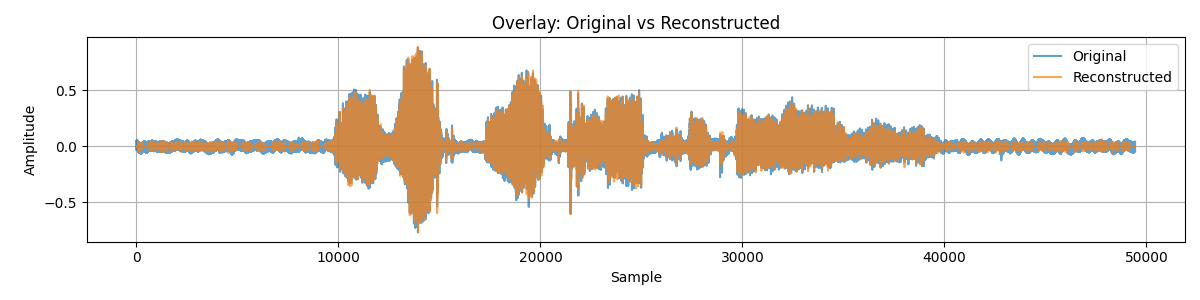 Overlay: Original vs Reconstructed
Original
Reconstructed
Amplitude
0.5
0.0
−0.5
0
10000
20000
30000
40000
50000
Sample